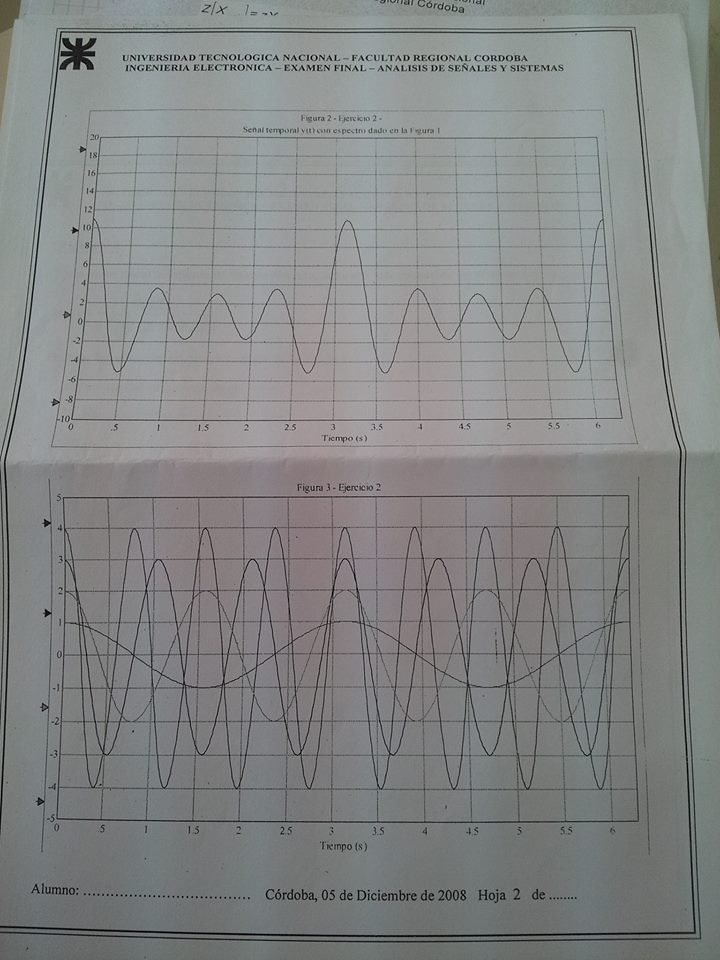 z/x
gional Córdoba
UNIVERSIDAD TECNOLOGICA NACIONAL – FACULTAD REGIONAL CORDOBA
INGENIERIA ELECTRONICA – EXAMEN FINAL – ANALISIS DE SEÑALES Y SISTEMAS
Figura 2 - Ejercicio 2 -
Señal temporal v(t) con espectro dado en la Figura 1
20
18
16
14
12
10
8
6
4
2
0
-2
-4
-6
-8
-10
0 .5 1 1.5 2 2.5 3 3.5 4 4.5 5 5.5 6
Tiempo (s)
Figura 3 - Ejercicio 2
5
4
3
2
1
0
-1
-2
-3
-4
-5
0 5 1 1.5 2 2.5 3 3.5 4 4.5 5 5.5 6
Tiempo (s)
Alumno: .................................. Córdoba, 05 de Diciembre de 2008 Hoja 2 de ........